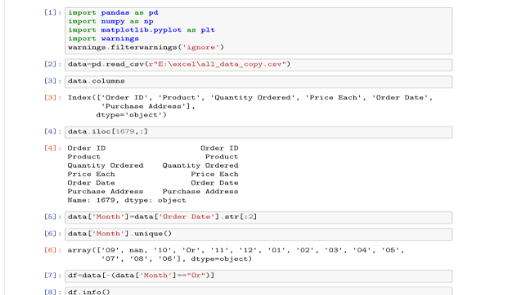 [1]: import pandas as pd
import numpy as np
import matplotlib.pyplot as plt
import warnings
warnings.filterwarnings('ignore')
[2]: data=pd.read_csv(r"E:\excel\all_data_copy.csv")
[3]: data.columns
[3]: Index(['Order ID', 'Product', 'Quantity Ordered', 'Price Each', 'Order Date',
'Purchase Address'],
dtype='object')
[4]: data.iloc[1679,:]
[4]: Order ID Order ID
Product Product
Quantity Ordered Quantity Ordered
Price Each Price Each
Order Date Order Date
Purchase Address Purchase Address
Name: 1679, dtype: object
[5]: data['Month']=data['Order Date'].str[:2]
[6]: data['Month'].unique()
[6]: array(['09', nan, '10', 'Or', '11', '12', '01', '02', '03', '04', '05',
'07', '08', '06'], dtype=object)
[7]: df=data[~(data['Month']=="Or")]
[8]: df.info()